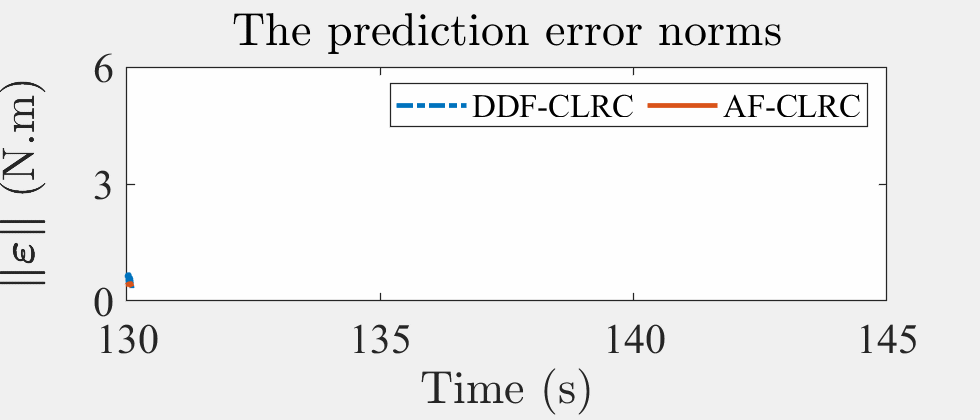 The prediction error norms
||ε|| (N.m)
6
3
0
DDF-CLRC AF-CLRC
130 135 140 145
Time (s)